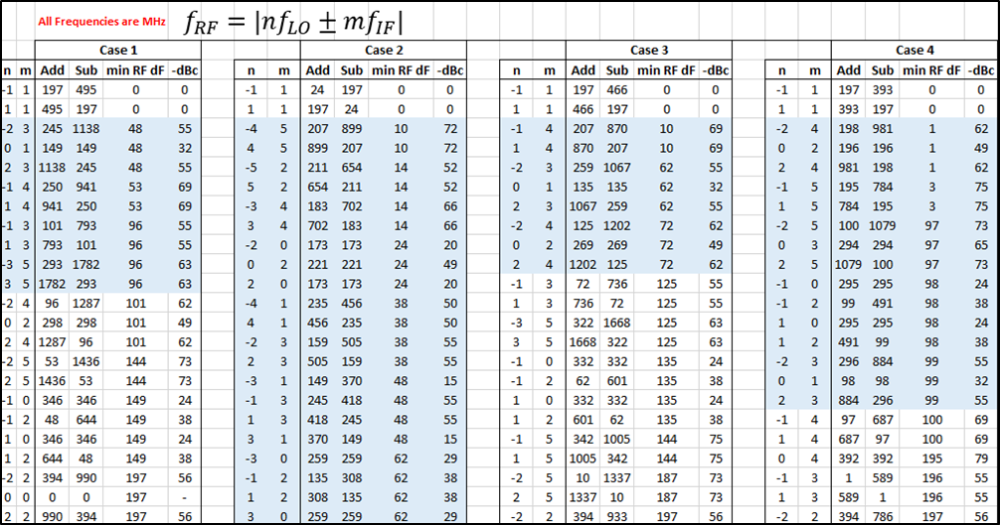 All Frequencies are MHz f_RF = |nf_LO ± mf_IF|
Case 1 Case 2 Case 3 Case 4
n m Add Sub min RF dF -dBc n m Add Sub min RF dF -dBc n m Add Sub min RF dF -dBc n m Add Sub min RF dF -dBc
-1 1 197 495 0 0 -1 1 24 197 0 0 -1 1 197 466 0 0 -1 1 197 393 0 0
1 1 495 197 0 0 1 1 197 24 0 0 1 1 466 197 0 0 1 1 393 197 0 0
-2 3 245 1138 48 55 -4 5 207 899 10 72 -1 4 207 870 10 69 -2 4 198 981 1 62
0 1 149 149 48 32 4 5 899 207 10 72 1 4 870 207 10 69 0 2 196 196 1 49
2 3 1138 245 48 55 -5 2 211 654 14 52 -2 3 259 1067 62 55 2 4 981 198 1 62
-1 4 250 941 53 69 5 2 654 211 14 52 0 1 135 135 62 32 -1 5 195 784 3 75
1 4 941 250 53 69 -3 4 183 702 14 66 2 3 1067 259 62 55 1 5 784 195 3 75
-1 3 101 793 96 55 3 4 702 183 14 66 -2 4 125 1202 72 62 -2 5 100 1079 97 73
1 3 793 101 96 55 -2 0 173 173 24 20 0 2 269 269 72 49 0 3 294 294 97 65
-3 5 293 1782 96 63 0 2 221 221 24 49 2 4 1202 125 72 62 2 5 1079 100 97 73
3 5 1782 293 96 63 2 0 173 173 24 20 -1 3 72 736 125 55 -1 0 295 295 98 24
-2 4 96 1287 101 62 -4 1 235 456 38 50 1 3 736 72 125 55 -1 2 99 491 98 38
0 2 298 298 101 49 4 1 456 235 38 50 -3 5 322 1668 125 63 1 0 295 295 98 24
2 4 1287 96 101 62 -2 3 159 505 38 55 3 5 1668 322 125 63 1 2 491 99 98 38
-2 5 53 1436 144 73 2 3 505 159 38 55 -1 0 332 332 135 24 -2 3 296 884 99 55
2 5 1436 53 144 73 -3 1 149 370 48 15 -1 2 62 601 135 38 0 1 98 98 99 32
-1 0 346 346 149 24 -1 3 245 418 48 55 1 0 332 332 135 24 2 3 884 296 99 55
-1 2 48 644 149 38 1 3 418 245 48 55 1 2 601 62 135 38 -1 4 97 687 100 69
1 0 346 346 149 24 3 1 370 149 48 15 -1 5 342 1005 144 75 1 4 687 97 100 69
1 2 644 48 149 38 -3 0 259 259 62 29 1 5 1005 342 144 75 0 4 392 392 195 79
-2 2 394 990 197 56 -1 2 135 308 62 38 -2 5 10 1337 187 73 -1 3 1 589 196 55
0 0 0 0 197 - 1 2 308 135 62 38 2 5 1337 10 187 73 1 3 589 1 196 55
2 2 990 394 197 56 3 0 259 259 62 29 -2 2 394 933 197 56 -2 2 394 786 197 56